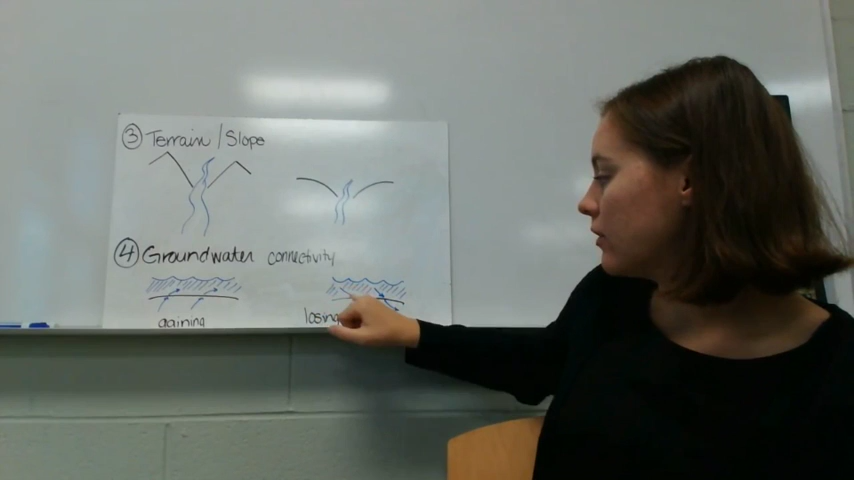 ③ Terrain/Slope
④ Groundwater connectivity
gaining losing